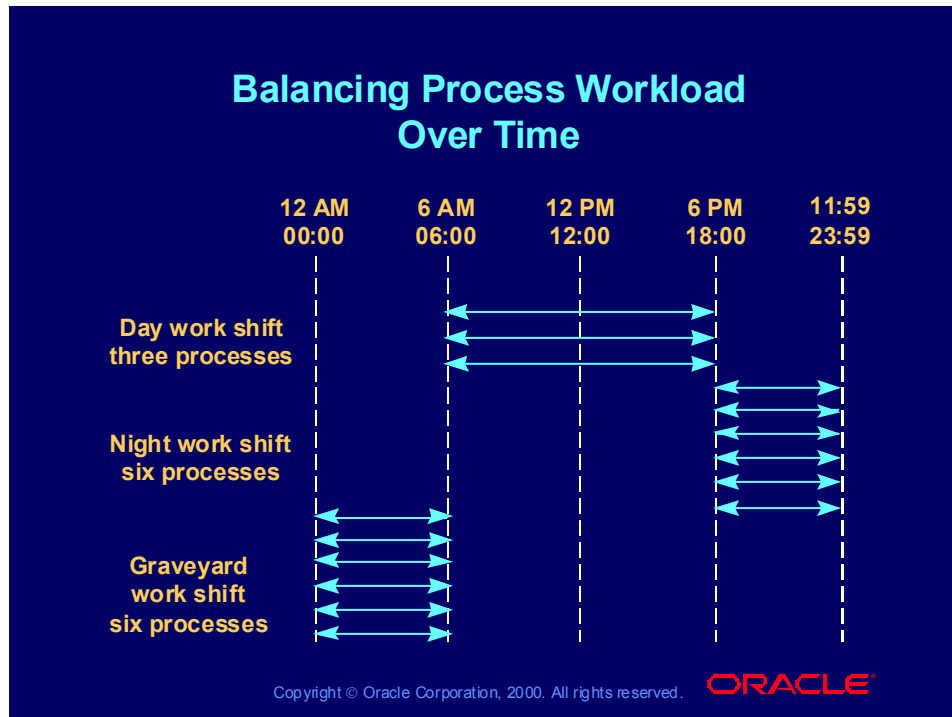 Balancing Process Workload
Over Time
12 AM 6 AM 12 PM 6 PM 11:59
00:00 06:00 12:00 18:00 23:59
Day work shift
three processes
Night work shift
six processes
Graveyard
work shift
six processes
Copyright © Oracle Corporation, 2000. All rights reserved.
ORACLE®